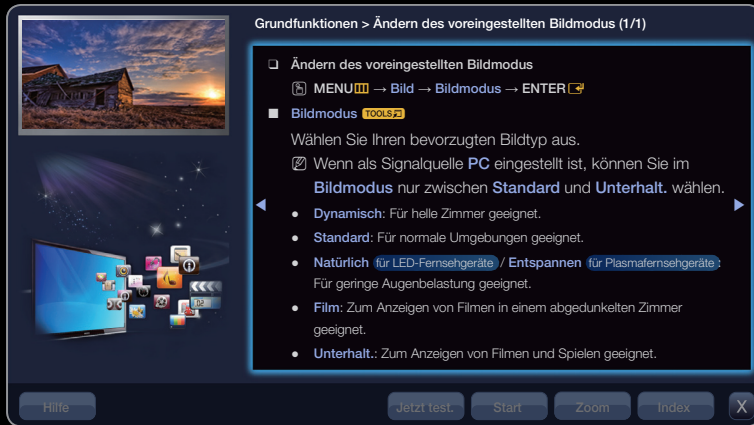 Grundfunktionen > Ändern des voreingestellten Bildmodus (1/1)
❑ Ändern des voreingestellten Bildmodus
MENU → Bild → Bildmodus → ENTER
■ Bildmodus TOOLS
Wählen Sie Ihren bevorzugten Bildtyp aus.
Wenn als Signalquelle PC eingestellt ist, können Sie im
Bildmodus nur zwischen Standard und Unterhalt. wählen.
● Dynamisch: Für helle Zimmer geeignet.
● Standard: Für normale Umgebungen geeignet.
● Natürlich für LED-Fernsehgeräte / Entspannen für Plasmafernsehgeräte:
Für geringe Augenbelastung geeignet.
● Film: Zum Anzeigen von Filmen in einem abgedunkelten Zimmer
geeignet.
● Unterhalt.: Zum Anzeigen von Filmen und Spielen geeignet.
Hilfe Jetzt test. Start Zoom Index X